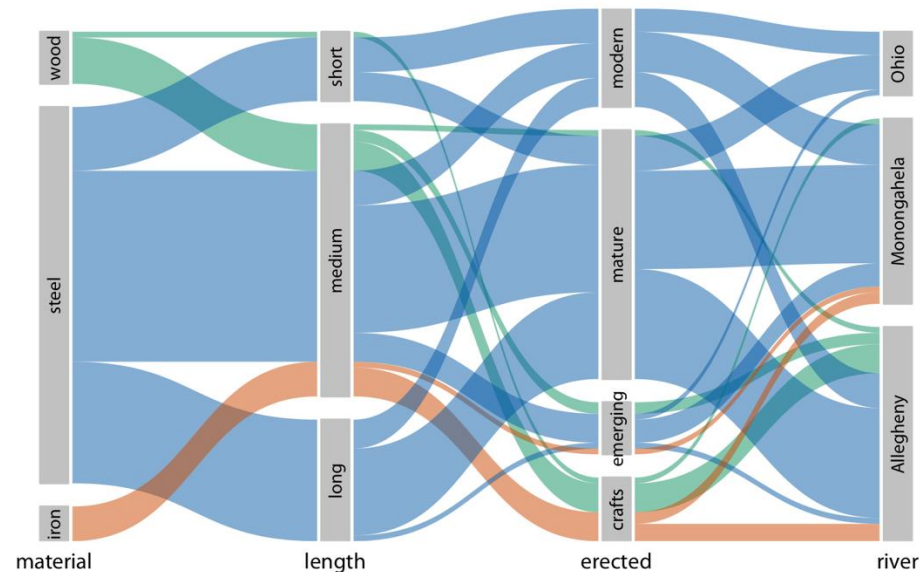 wood
steel
iron
short
medium
long
modern
mature
emerging
crafts
Ohio
Monongahela
Allegheny
material
length
erected
river